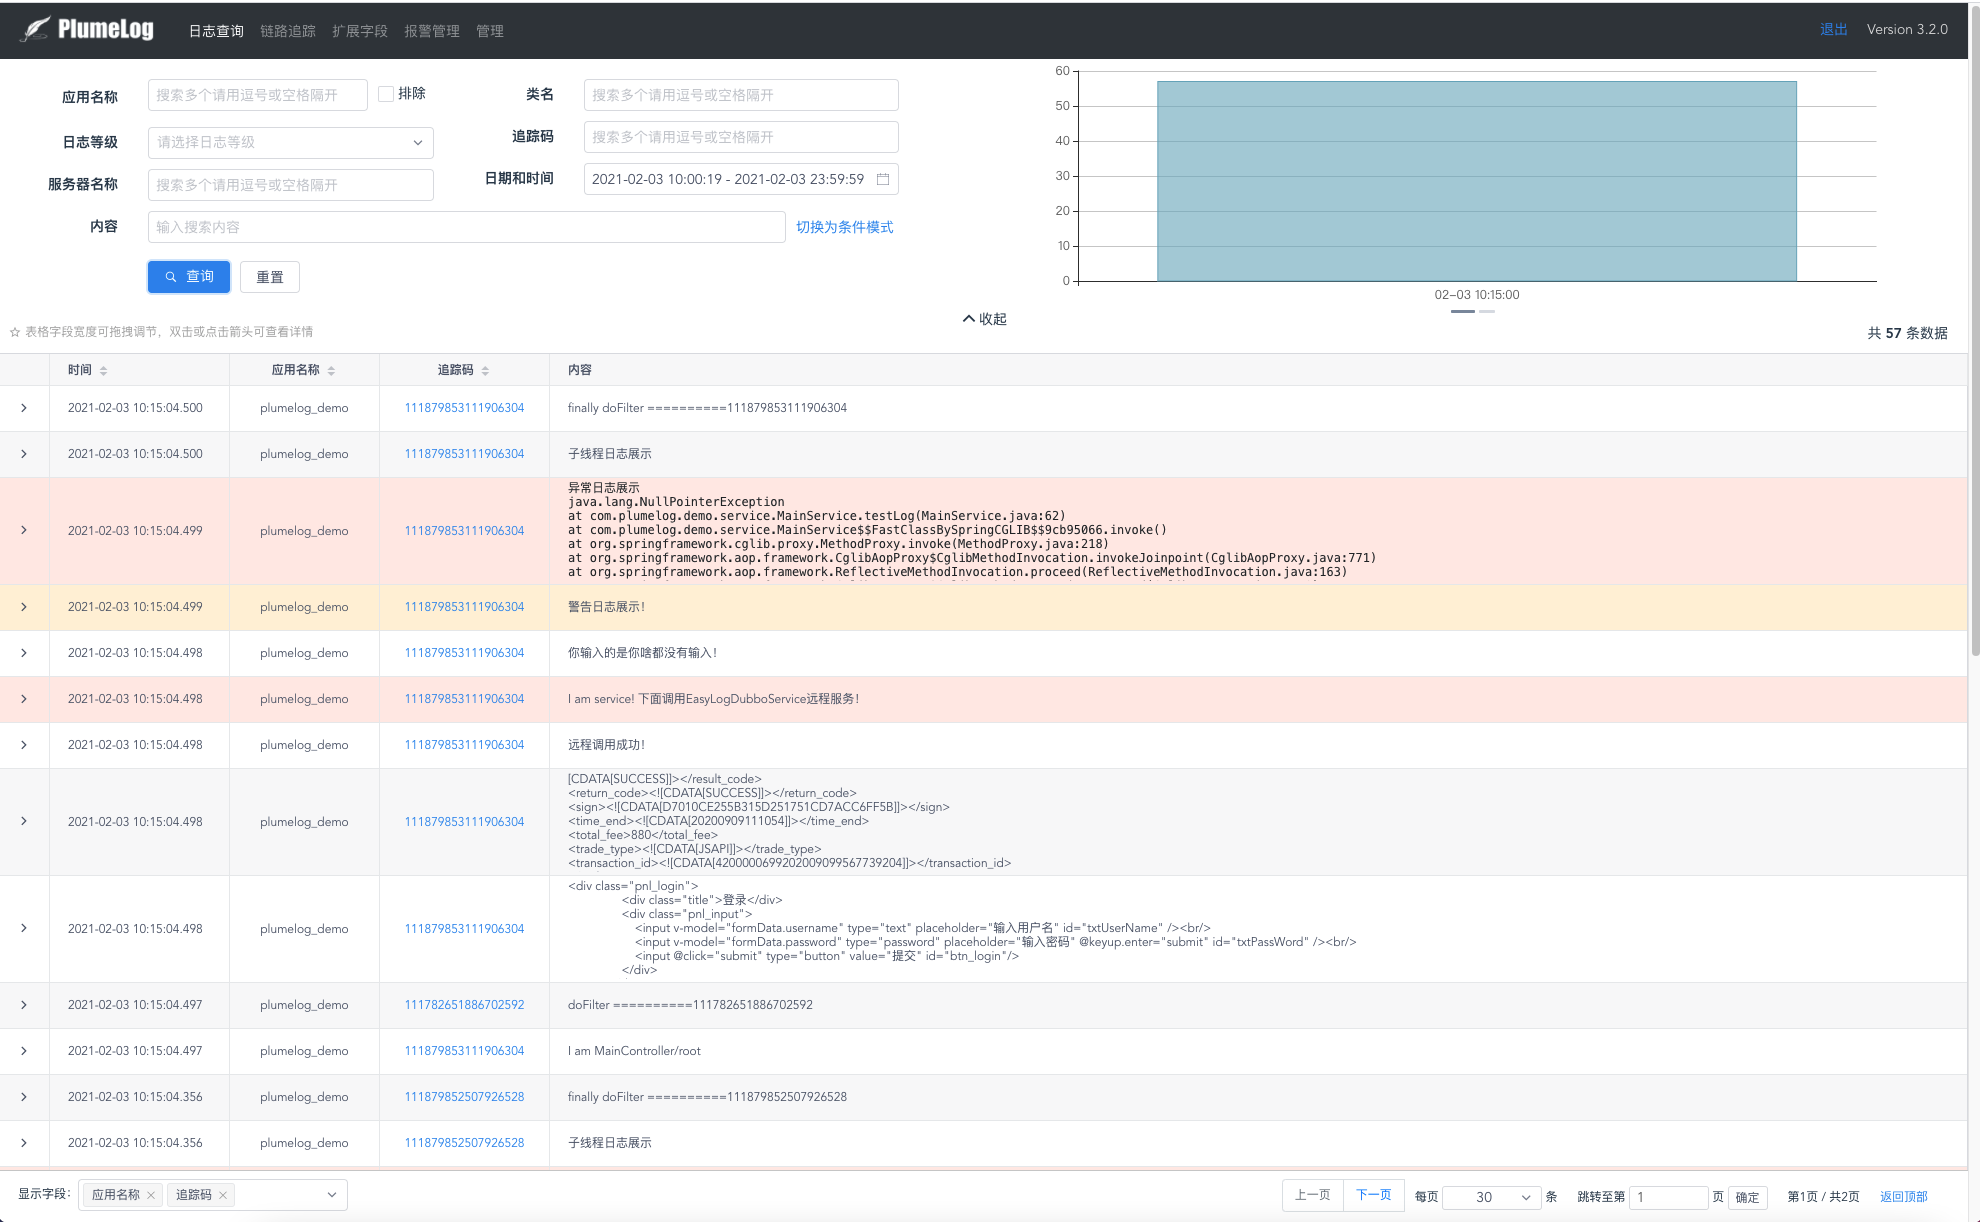 PlumeLog 日志查询 链路追踪 扩展字段 报警管理 管理 退出 Version 3.2.0
应用名称 搜索多个请用逗号或空格隔开 排除 类名 搜索多个请用逗号或空格隔开
日志等级 请选择日志等级 追踪码 搜索多个请用逗号或空格隔开
服务器名称 搜索多个请用逗号或空格隔开 日期和时间 2021-02-03 10:00:19 - 2021-02-03 23:59:59
内容 输入搜索内容 切换为条件模式
查询 重置
60
50
40
30
20
10
0
02-03 10:15:00
收起
☆ 表格字段宽度可拖拽调节，双击或点击箭头可查看详情
共 57 条数据
时间 应用名称 追踪码 内容
2021-02-03 10:15:04.500 plumelog_demo 111879853111906304 finally doFilter ==========111879853111906304
2021-02-03 10:15:04.500 plumelog_demo 111879853111906304 子线程日志展示
2021-02-03 10:15:04.499 plumelog_demo 111879853111906304 异常日志展示
java.lang.NullPointerException
at com.plumelog.demo.service.MainService.testLog(MainService.java:62)
at com.plumelog.demo.service.MainService$$FastClassBySpringCGLIB$$9cb95066.invoke()
at org.springframework.cglib.proxy.MethodProxy.invoke(MethodProxy.java:218)
at org.springframework.aop.framework.CglibAopProxy$CglibMethodInvocation.invokeJoinpoint(CglibAopProxy.java:771)
at org.springframework.aop.framework.ReflectiveMethodInvocation.proceed(ReflectiveMethodInvocation.java:163)
2021-02-03 10:15:04.499 plumelog_demo 111879853111906304 警告日志展示！
2021-02-03 10:15:04.498 plumelog_demo 111879853111906304 你输入的是你啥都没有输入！
2021-02-03 10:15:04.498 plumelog_demo 111879853111906304 I am service! 下面调用EasyLogDubboService远程服务！
2021-02-03 10:15:04.498 plumelog_demo 111879853111906304 远程调用成功！
2021-02-03 10:15:04.498 plumelog_demo 111879853111906304 [CDATA[SUCCESS]]></result_code>
<return_code><![CDATA[SUCCESS]]></return_code>
<sign><![CDATA[D7010CE255B315D251751CD7ACC6FF5B]]></sign>
<time_end><![CDATA[20200909111054]]></time_end>
<total_fee>880</total_fee>
<trade_type><![CDATA[JSAPI]]></trade_type>
<transaction_id><![CDATA[4200000699202009099567739204]]></transaction_id>
2021-02-03 10:15:04.498 plumelog_demo 111879853111906304 <div class="pnl_login">
<div class="title">登录</div>
<div class="pnl_input">
<input v-model="formData.username" type="text" placeholder="输入用户名" id="txtUserName" /><br/>
<input v-model="formData.password" type="password" placeholder="输入密码" @keyup.enter="submit" id="txtPassWord" /><br/>
<input @click="submit" type="button" value="提交" id="btn_login"/>
</div>
2021-02-03 10:15:04.497 plumelog_demo 111782651886702592 doFilter ==========111782651886702592
2021-02-03 10:15:04.497 plumelog_demo 111879853111906304 I am MainController/root
2021-02-03 10:15:04.356 plumelog_demo 111879852507926528 finally doFilter ==========111879852507926528
2021-02-03 10:15:04.356 plumelog_demo 111879852507926528 子线程日志展示
显示字段： 应用名称 × 追踪码 × 上一页 下一页 每页 30 条 跳转至第 1 页 确定 第1页 / 共2页 返回顶部